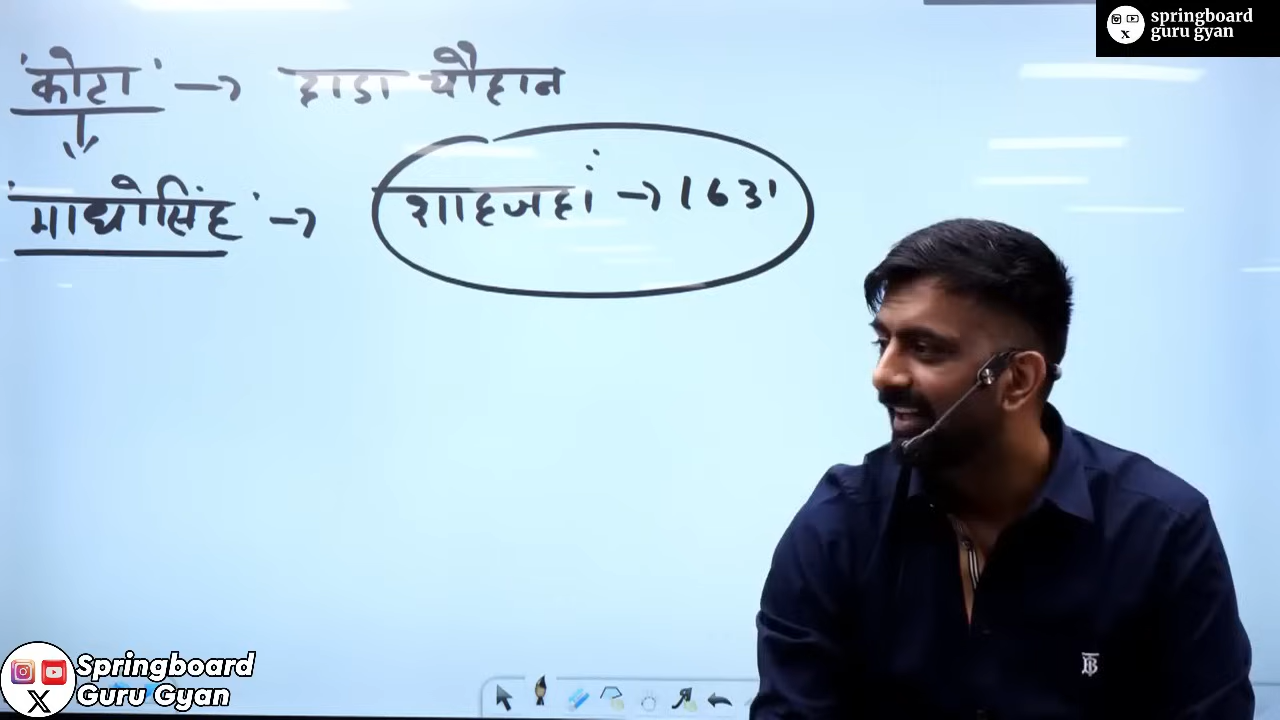 springboard
guru gyan
'कोटा' → हाडा चौहान
'माधोसिंह' → शाहजहां → 1631
Springboard
Guru Gyan